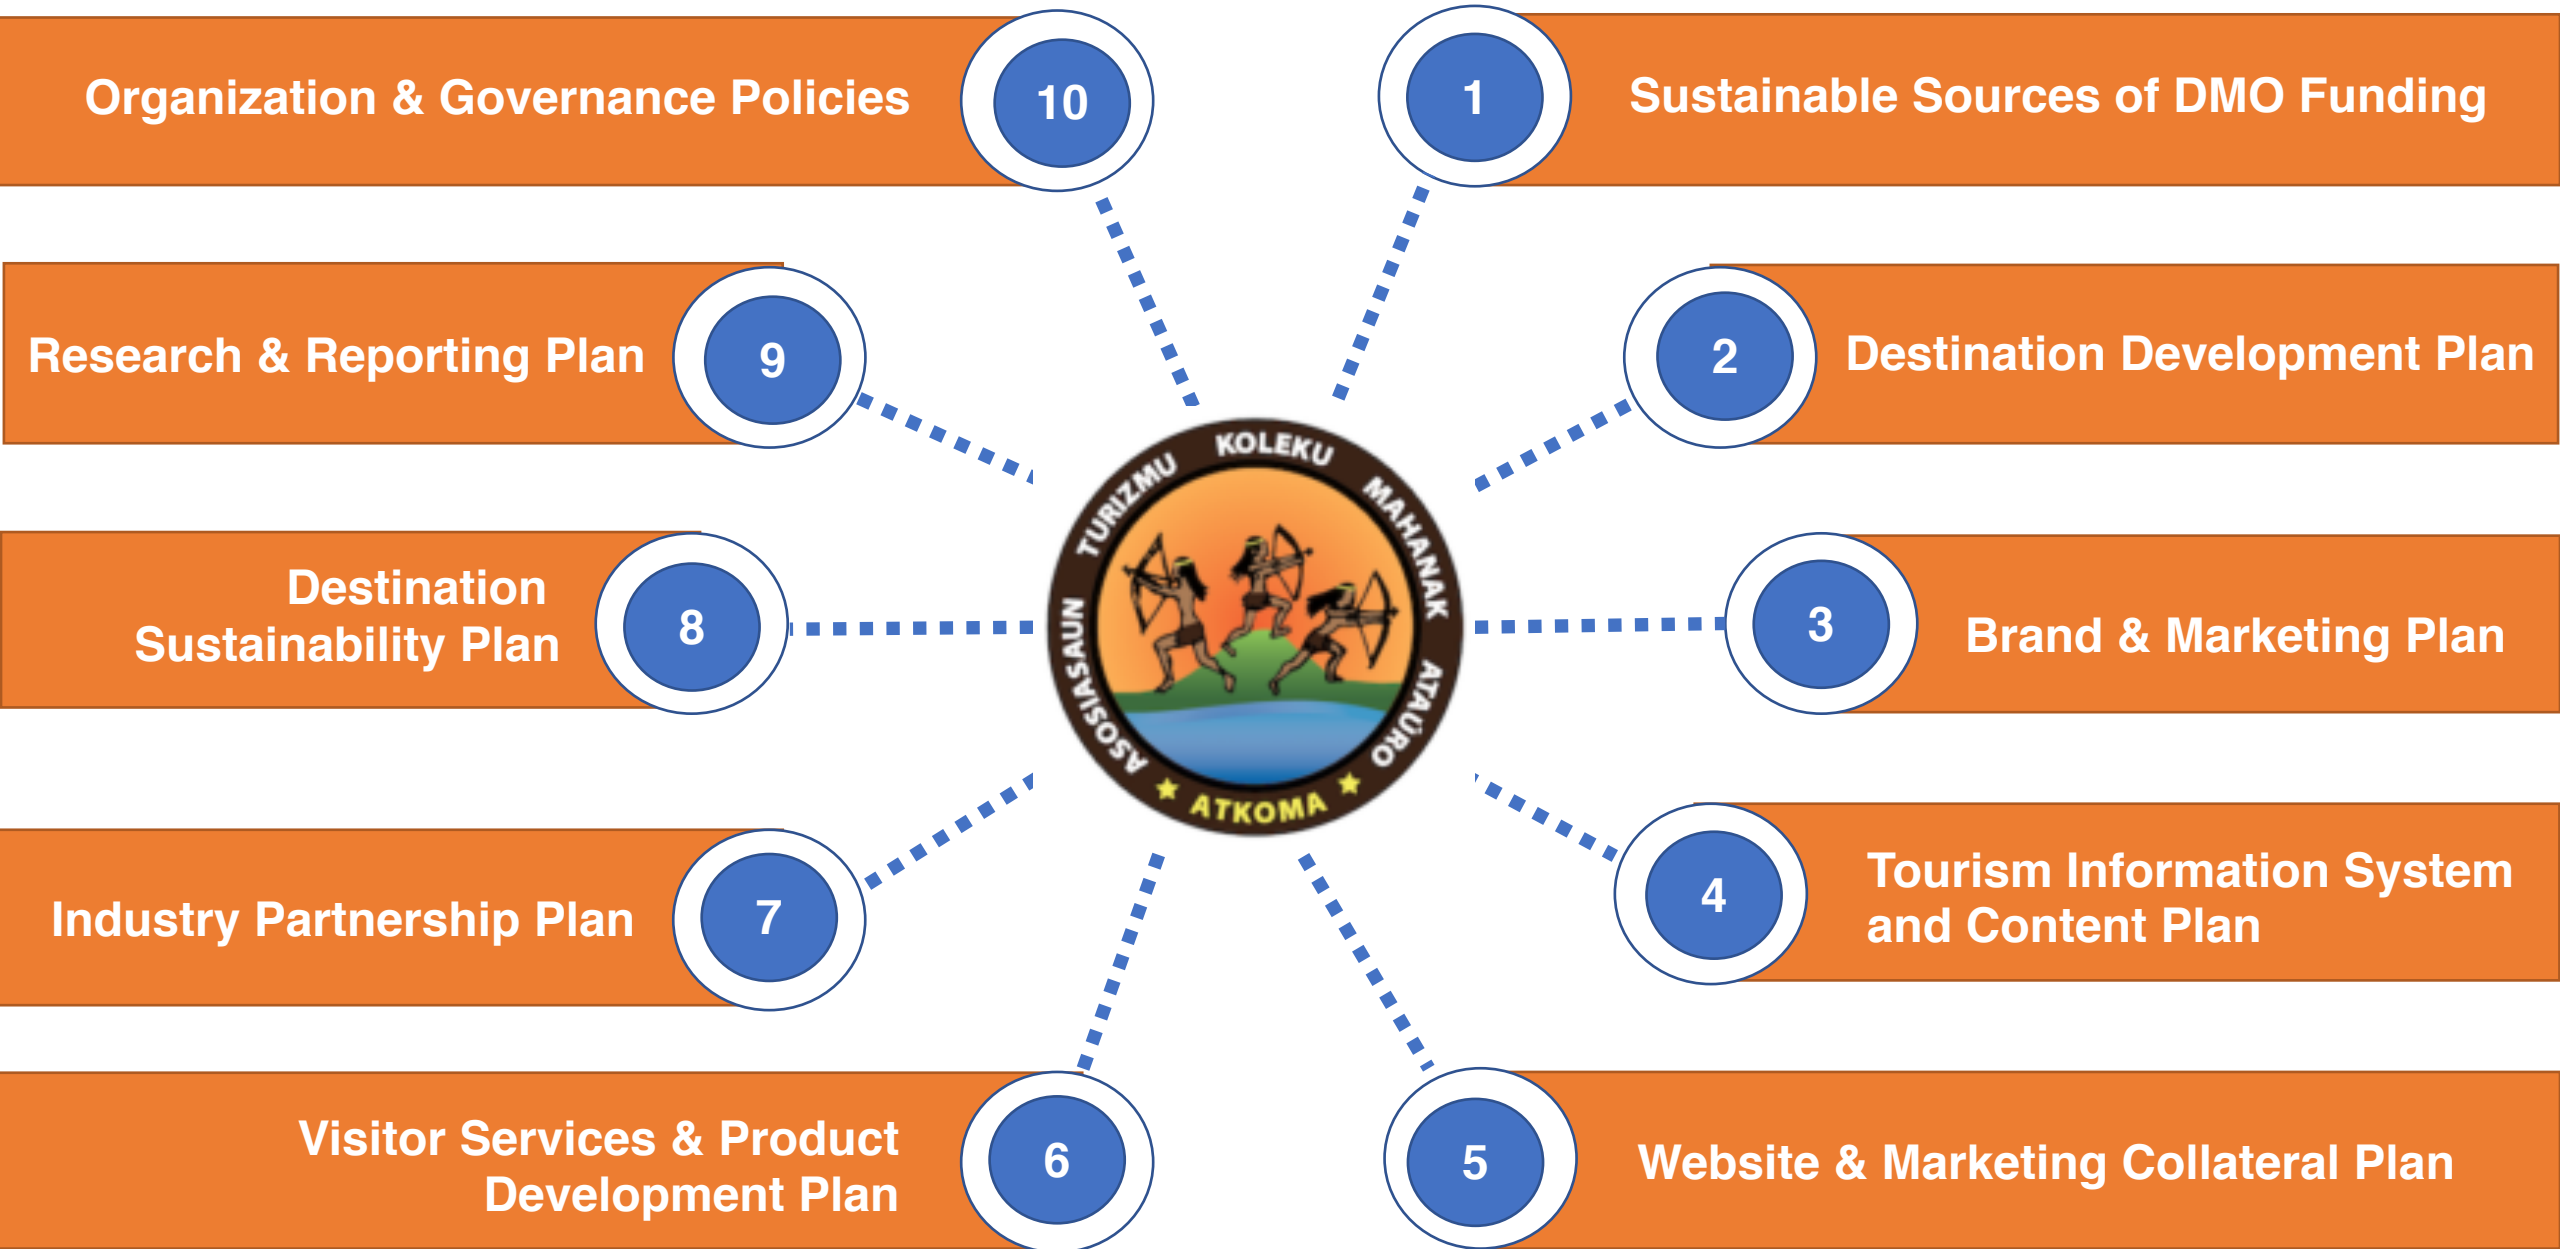 1
Sustainable Sources of DMO Funding
2
Destination Development Plan
3
Brand & Marketing Plan
4
Tourism Information System
and Content Plan
5
Website & Marketing Collateral Plan
6
Visitor Services & Product
Development Plan
7
Industry Partnership Plan
8
Destination
Sustainability Plan
9
Research & Reporting Plan
10
Organization & Governance Policies
ASOSIASAUN TURIZMU KOLEKU MAHANAK ATAÚRO
ATKOMA